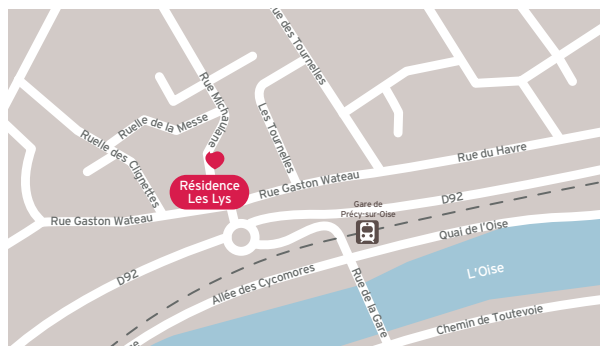 Rue des Tournelles
Rue Michalwane
Ruelle de la Messe
Les Tournelles
Ruelle des Clignettes
Rue du Havre
Résidence
Les Lys
Rue Gaston Wateau
Rue Gaston Wateau
D92
Gare de
Précy-sur-Oise
Quai de l'Oise
D92
Allée des Cycomores
L'Oise
Rue de la Gare
Chemin de Toutevoie